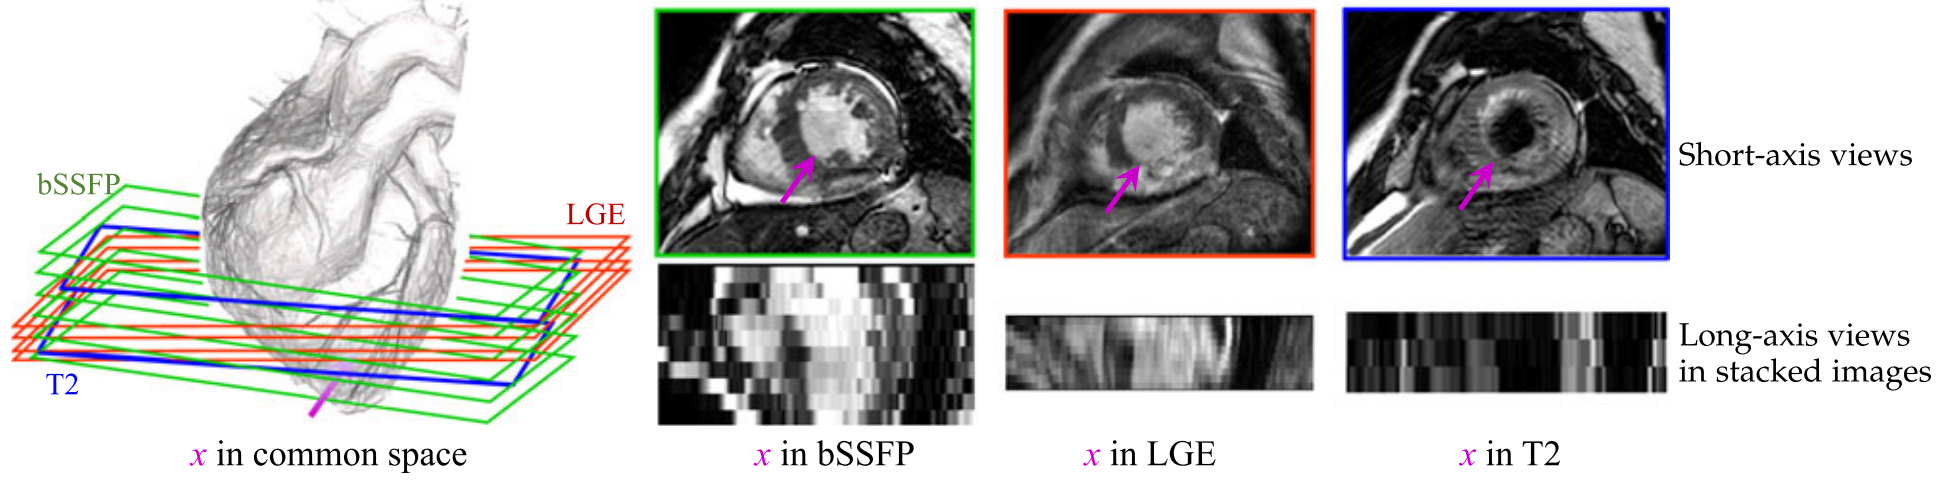 bSSFP
LGE
T2
Short-axis views
Long-axis views
in stacked images
x in common space
x in bSSFP
x in LGE
x in T2